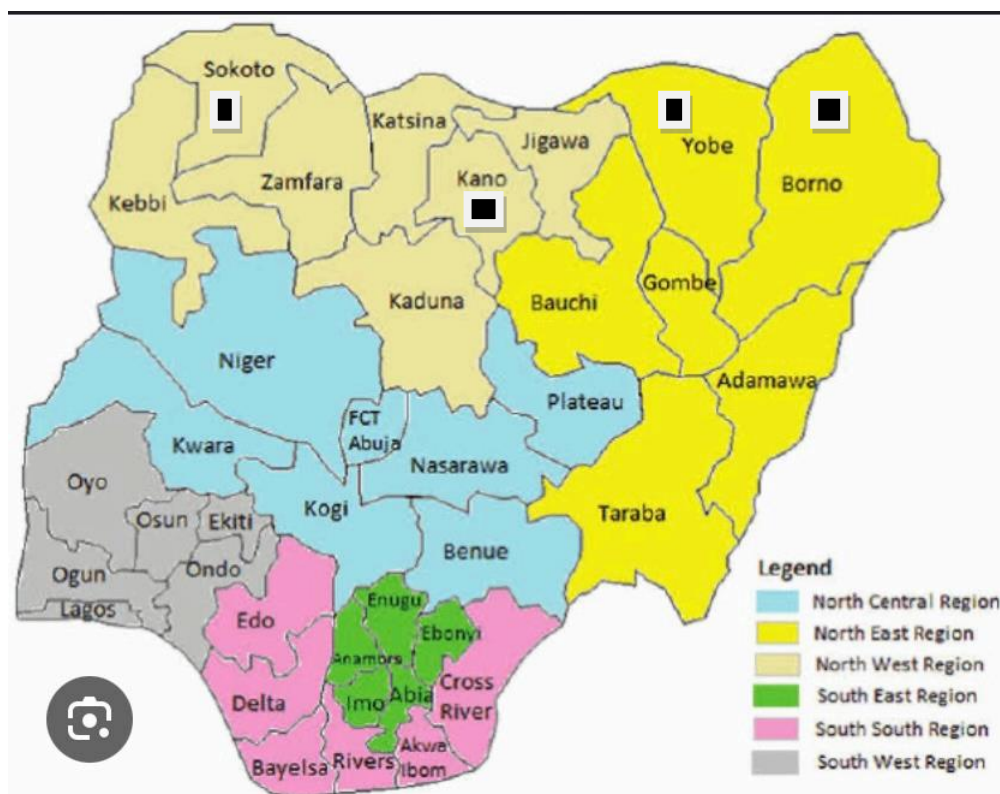 Sokoto
Katsina
Jigawa
Yobe
Borno
Kebbi
Zamfara
Kano
Kaduna
Bauchi
Gombe
Niger
Adamawa
Plateau
FCT
Abuja
Kwara
Nasarawa
Oyo
Kogi
Taraba
Osun
Ekiti
Benue
Ogun
Ondo
Lagos
Edo
Enugu
Ebonyi
Anambrs
Delta
Imo
Abia
Cross
River
Bayelsa
Rivers
Akwa
Ibom
Legend
North Central Region
North East Region
North West Region
South East Region
South South Region
South West Region